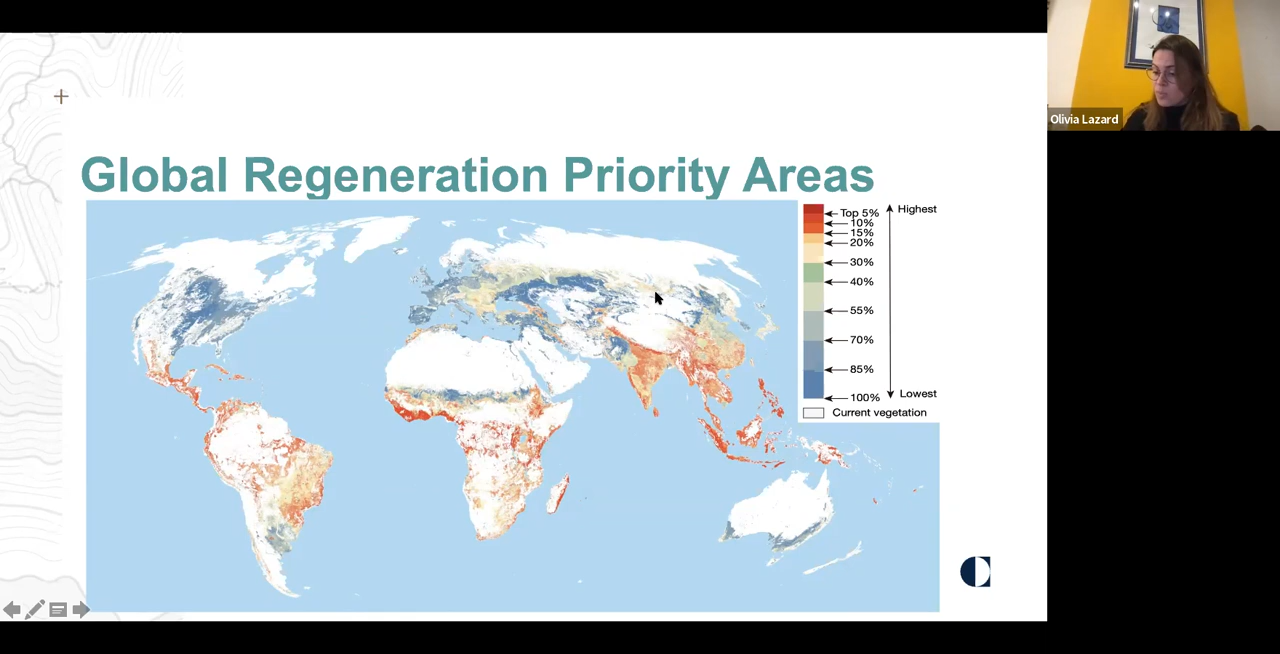 Olivia Lazard
Global Regeneration Priority Areas
Top 5%
10%
15%
20%
30%
40%
55%
70%
85%
100%
Highest
Lowest
Current vegetation